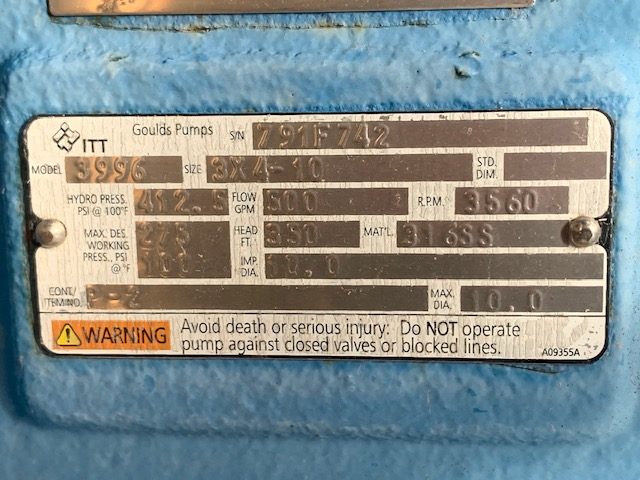 ITT Goulds Pumps S/N 791F742
MODEL 3996 SIZE 3X4-10 STD. DIM.
HYDRO PRESS. PSI @ 100°F 412.5 FLOW GPM 500 R.P.M. 3560
MAX. DES. WORKING PRESS., PSI @ °F 275 100 HEAD FT. 350 MAT'L. 316SS
IMP. DIA. 10.0
CONT./ITEM NO. P-2 MAX. DIA. 10.0
WARNING Avoid death or serious injury: Do NOT operate
pump against closed valves or blocked lines. A09355A